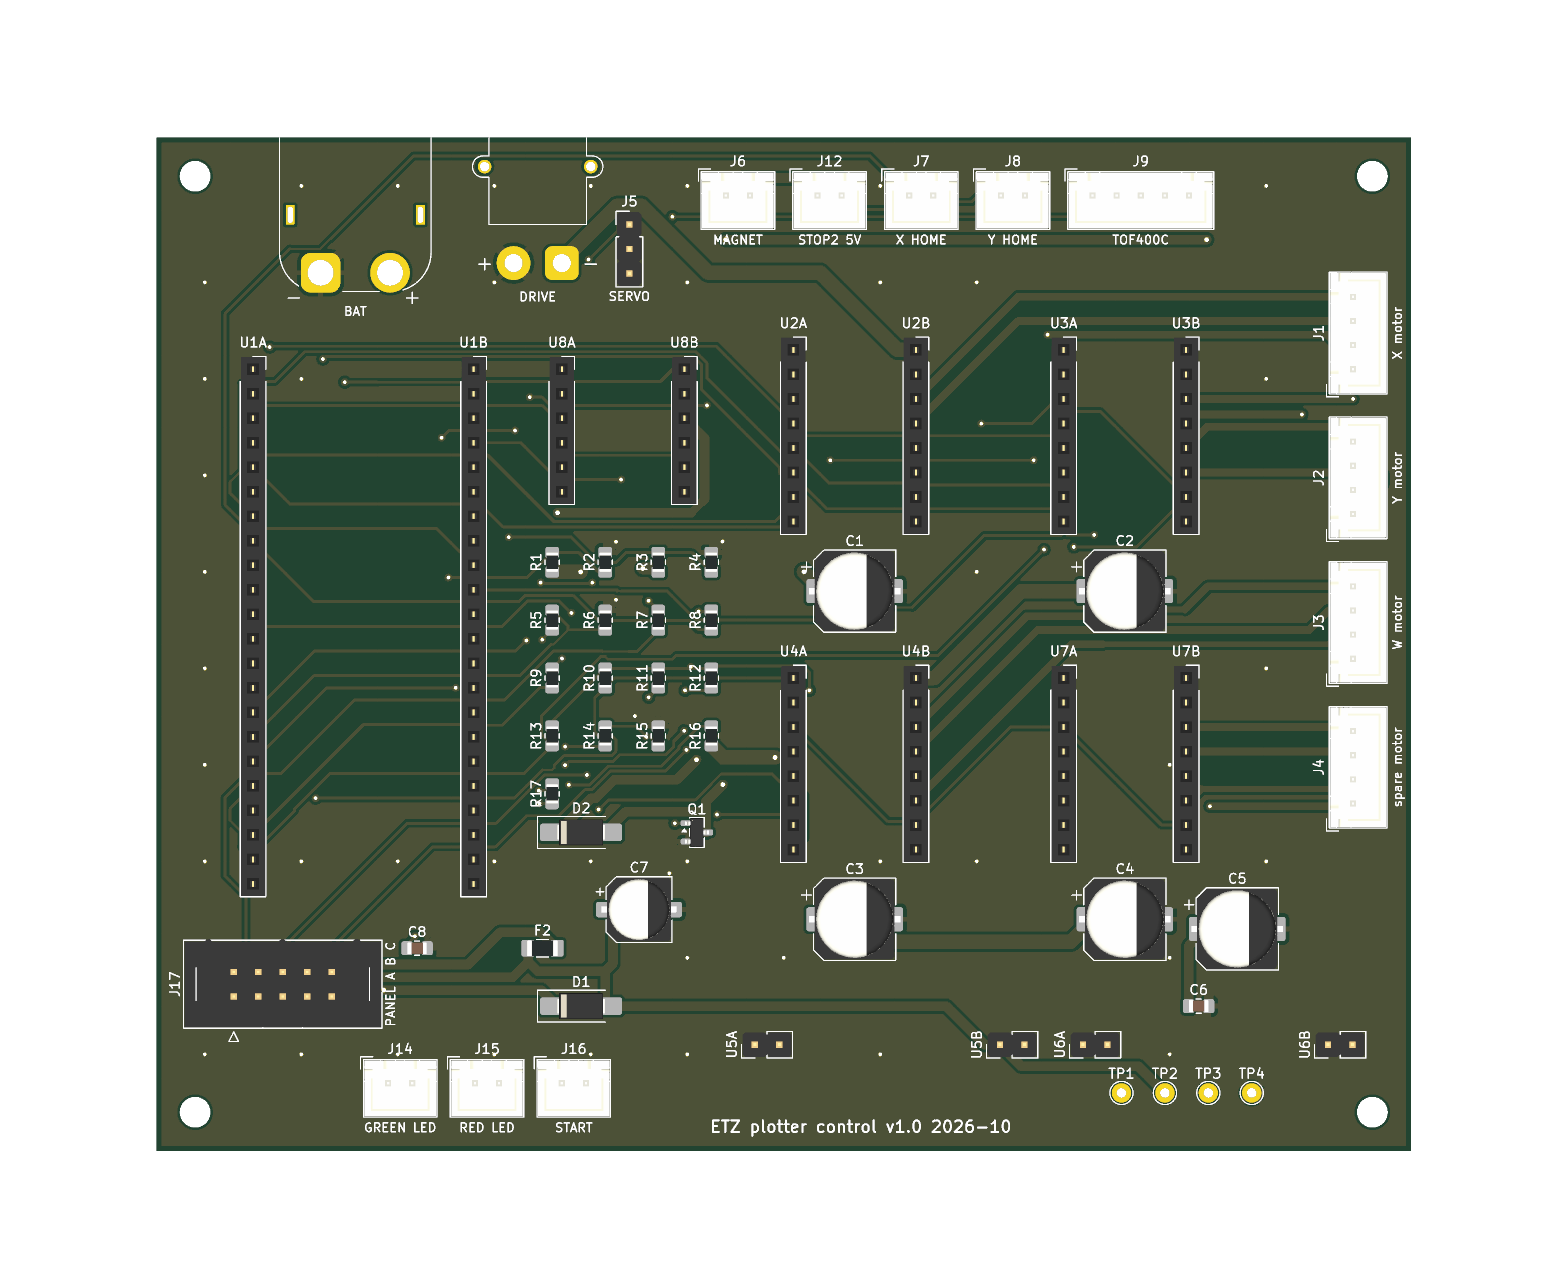 J6 J12 J7 J8 J9
J5
MAGNET STOP2 5V X HOME Y HOME TOF400C
+ −
DRIVE SERVO
− +
BAT
J1 X motor
U1A U1B U8A U8B U2A U2B U3A U3B
J2 Y motor
C1 C2
+ +
R1 R2 R3 R4
R5 R6 R7 R8
J3 W motor
U4A U4B U7A U7B
R9 R10 R11 R12
R13 R14 R15 R16
J4 spare motor
R17
D2 Q1
C7 C3 C4 C5
+ + + +
C8 F2
J17 PANEL A B C
D1 C6
U5A U5B U6A U6B
J14 J15 J16
TP1 TP2 TP3 TP4
GREEN LED RED LED START
ETZ plotter control v1.0 2026-10